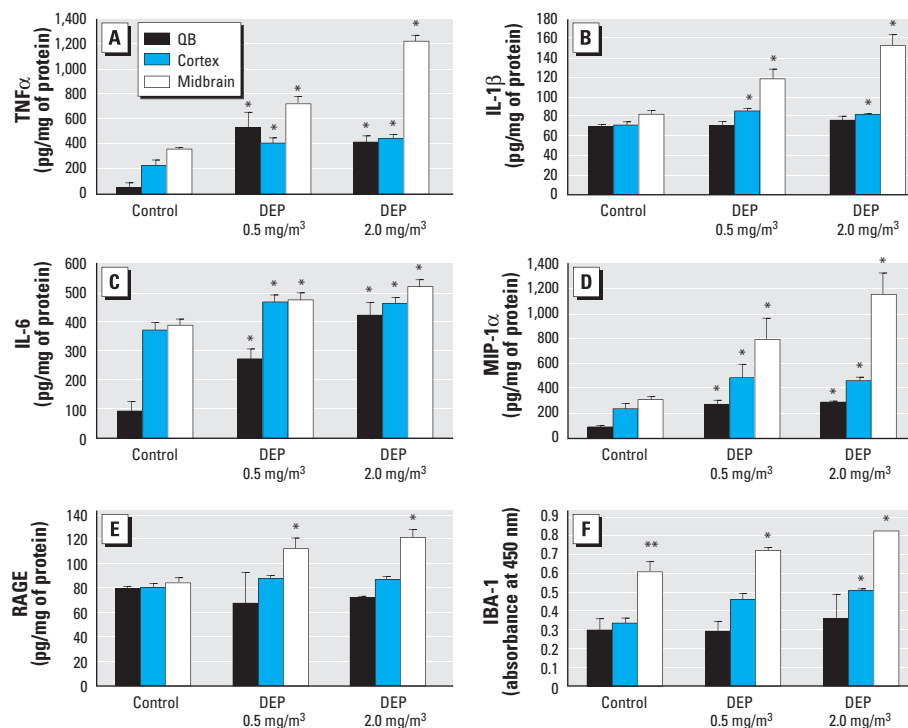 A
QB
Cortex
Midbrain
TNFα
(pg/mg of protein)
1,400
1,200
1,000
800
600
400
200
0
*
*
*
*
*
*
Control
DEP
0.5 mg/m³
DEP
2.0 mg/m³
B
IL-1β
(pg/mg of protein)
180
160
140
120
100
80
60
40
20
0
*
*
*
*
Control
DEP
0.5 mg/m³
DEP
2.0 mg/m³
C
IL-6
(pg/mg of protein)
600
500
400
300
200
100
0
*
*
*
*
*
*
Control
DEP
0.5 mg/m³
DEP
2.0 mg/m³
D
MIP-1α
(pg/mg of protein)
1,400
1,200
1,000
800
600
400
200
0
*
*
*
*
*
*
Control
DEP
0.5 mg/m³
DEP
2.0 mg/m³
E
RAGE
(pg/mg of protein)
140
120
100
80
60
40
20
0
*
*
Control
DEP
0.5 mg/m³
DEP
2.0 mg/m³
F
IBA-1
(absorbance at 450 nm)
0.9
0.8
0.7
0.6
0.5
0.4
0.3
0.2
0.1
0
**
*
*
*
Control
DEP
0.5 mg/m³
DEP
2.0 mg/m³